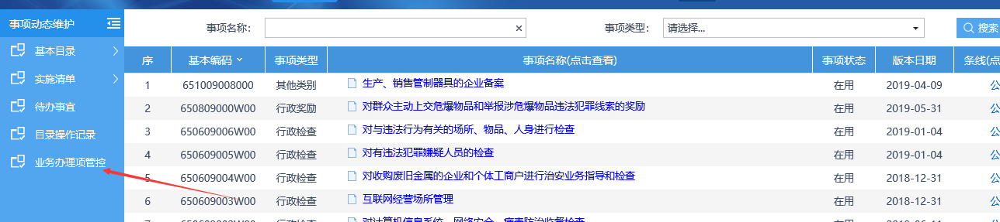 事项动态维护
基本目录
实施清单
待办事宜
目录操作记录
业务办理项管控
事项名称： 事项类型： 请选择... 搜索
序 基本编码 事项类型 事项名称(点击查看) 事项状态 版本日期 条线(点
1 651009008000 其他类别 生产、销售管制器具的企业备案 在用 2019-04-09 公
2 650809000W00 行政奖励 对群众主动上交危爆物品和举报涉危爆物品违法犯罪线索的奖励 在用 2019-05-31 公
3 650609006W00 行政检查 对与违法行为有关的场所、物品、人身进行检查 在用 2019-01-04 公
4 650609005W00 行政检查 对有违法犯罪嫌疑人员的检查 在用 2019-01-04 公
5 650609004W00 行政检查 对收购废旧金属的企业和个体工商户进行治安业务指导和检查 在用 2018-12-31 公
6 650609003W00 行政检查 互联网经营场所管理 在用 2018-12-31 公